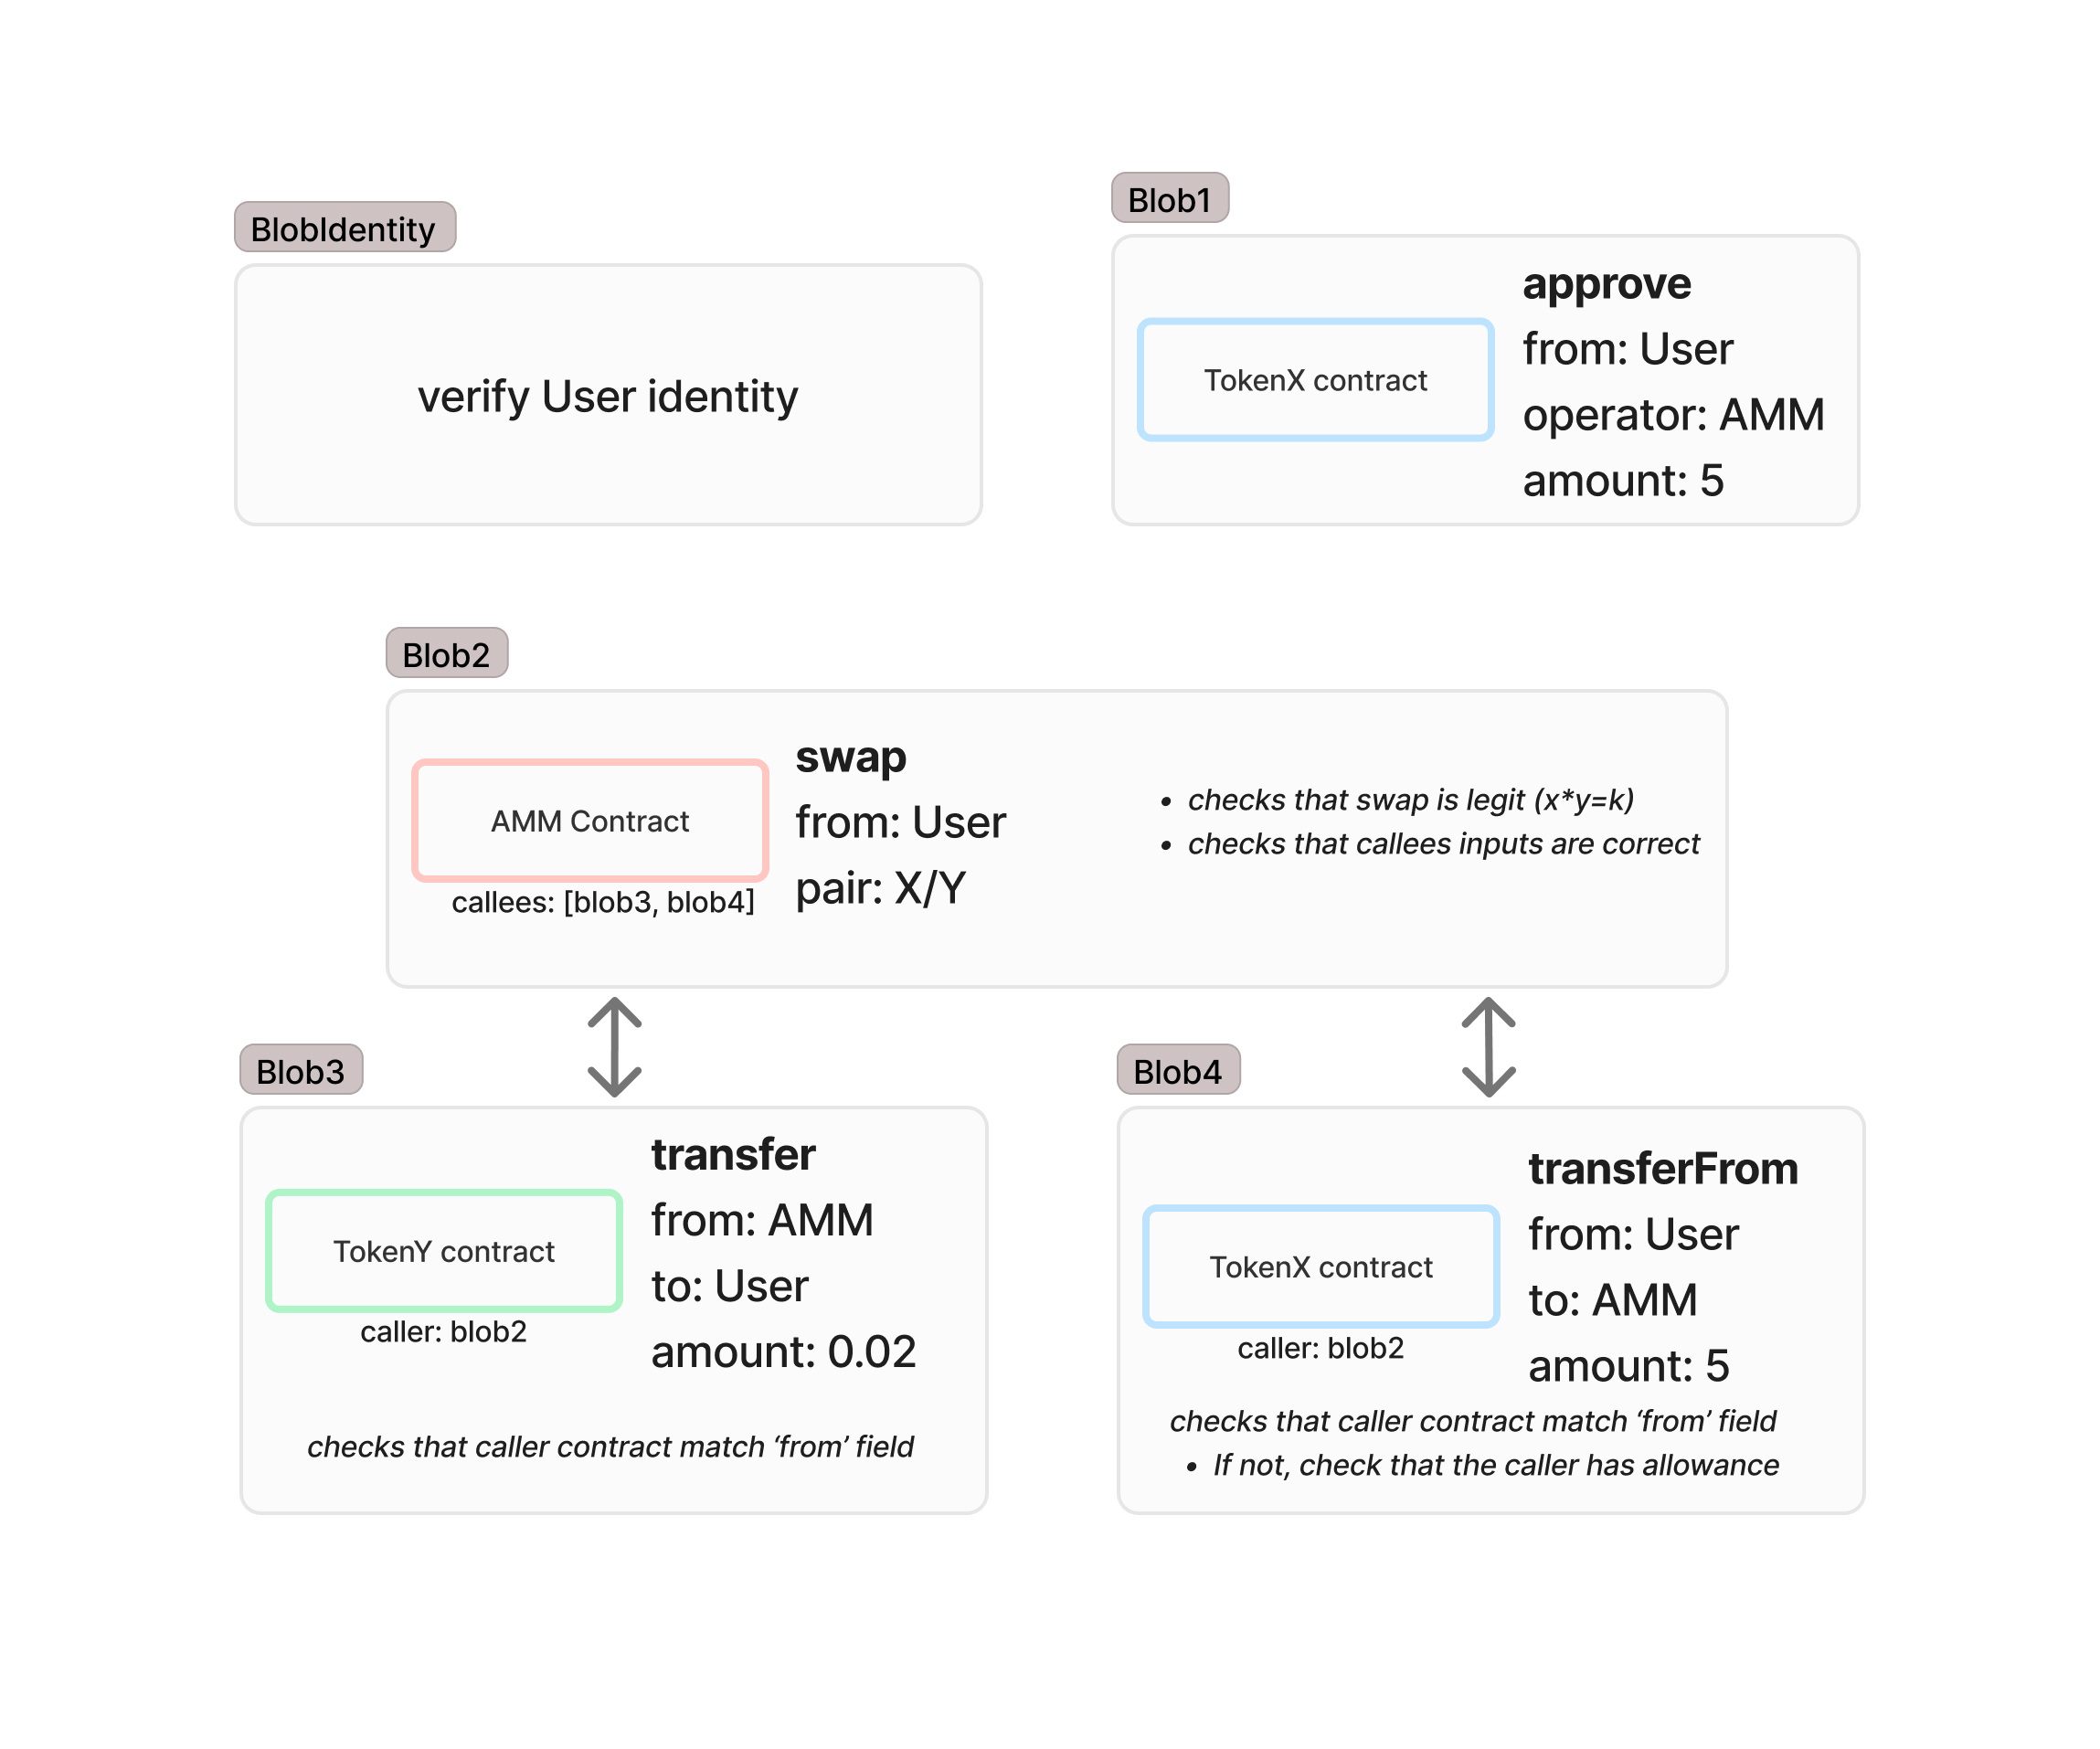 BlobIdentity
verify User identity
Blob1
TokenX contract
approve
from: User
operator: AMM
amount: 5
Blob2
AMM Contract
callees: [blob3, blob4]
swap
from: User
pair: X/Y
• checks that swap is legit (x*y=k)
• checks that callees inputs are correct
Blob3
TokenY contract
caller: blob2
transfer
from: AMM
to: User
amount: 0.02
checks that caller contract match ‘from’ field
Blob4
TokenX contract
caller: blob2
transferFrom
from: User
to: AMM
amount: 5
checks that caller contract match ‘from’ field
• If not, check that the caller has allowance